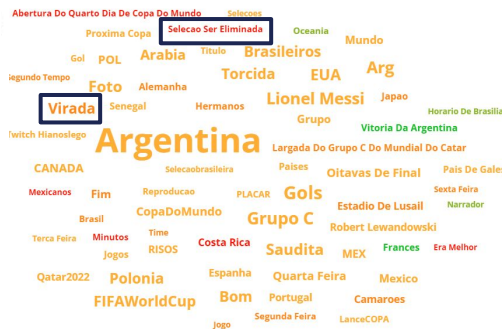 Abertura Do Quarto Dia De Copa Do Mundo
Selecoes
Proxima Copa
Selecao Ser Eliminada
Oceania
Mundo
Gol
POL
Arabia
Titulo
Brasileiros
Segundo Tempo
Foto
Alemanha
Torcida
EUA
Arg
Virada
Senegal
Hermanos
Lionel Messi
Japao
Grupo
Horario De Brasilia
Twitch Hianoslego
Argentina
Vitoria Da Argentina
Largada Do Grupo C Do Mundial Do Catar
CANADA
Selecaobrasileira
Paises
Oitavas De Final
Pais De Gales
Mexicanos
Fim
Reproducao
PLACAR
Gols
Sexta Feira
Estadio De Lusail
Narrador
Brasil
CopaDoMundo
Grupo C
Robert Lewandowski
Terca Feira
Minutos
Time
RISOS
Costa Rica
Saudita
MEX
Frances
Era Melhor
Jogos
Qatar2022
Polonia
Espanha
Quarta Feira
Mexico
FIFAWorldCup
Bom
Portugal
Camaroes
Jogo
Segunda Feira
LanceCOPA